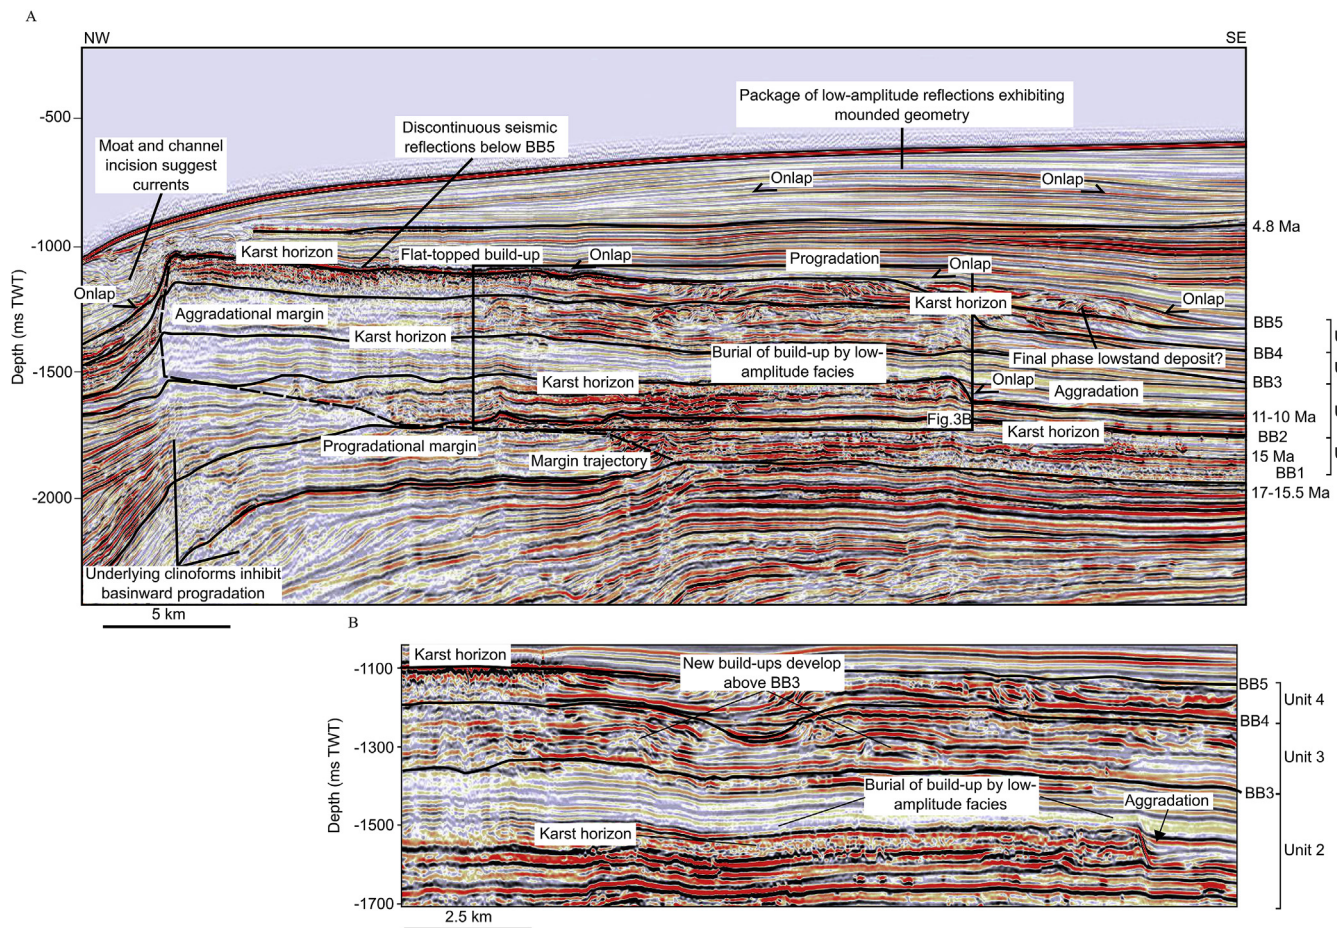 A
NW
SE
-500
-1000
-1500
-2000
Depth (ms TWT)
Package of low-amplitude reflections exhibiting
mounded geometry
Discontinuous seismic
reflections below BB5
Moat and channel
incision suggest
currents
Onlap
Onlap
4.8 Ma
Karst horizon
Flat-topped build-up
Onlap
Progradation
Onlap
Onlap
Karst horizon
Onlap
Aggradational margin
BB5
Karst horizon
Burial of build-up by low-
amplitude facies
Final phase lowstand deposit?
BB4
Karst horizon
Onlap
Aggradation
BB3
Fig.3B
11-10 Ma
Progradational margin
Karst horizon
BB2
Margin trajectory
15 Ma
BB1
17-15.5 Ma
Underlying clinoforms inhibit
basinward progradation
5 km
B
-1100
-1300
-1500
-1700
Depth (ms TWT)
Karst horizon
New build-ups develop
above BB3
BB5
Unit 4
BB4
Unit 3
Burial of build-up by low-
amplitude facies
Aggradation
BB3
Karst horizon
Unit 2
2.5 km